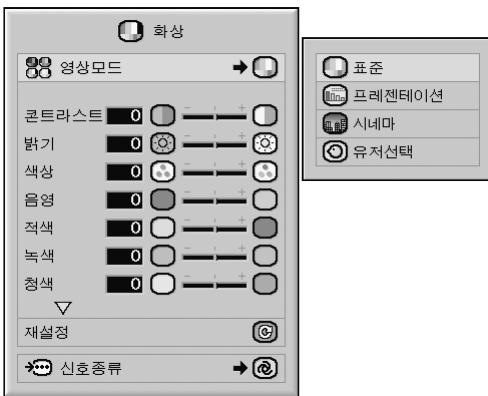 화상
영상모드
콘트라스트 0
밝기 0
색상 0
음영 0
적색 0
녹색 0
청색 0
재설정
신호종류
표준
프레젠테이션
시네마
유저선택